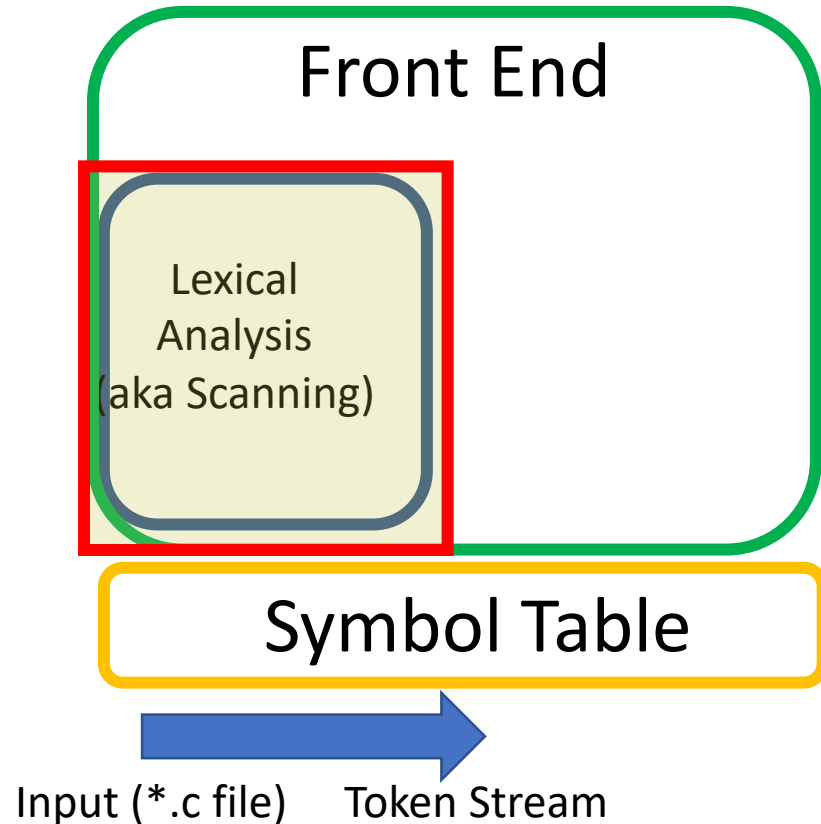 Front End
Lexical
Analysis
(aka Scanning)
Symbol Table
Input (*.c file)
Token Stream